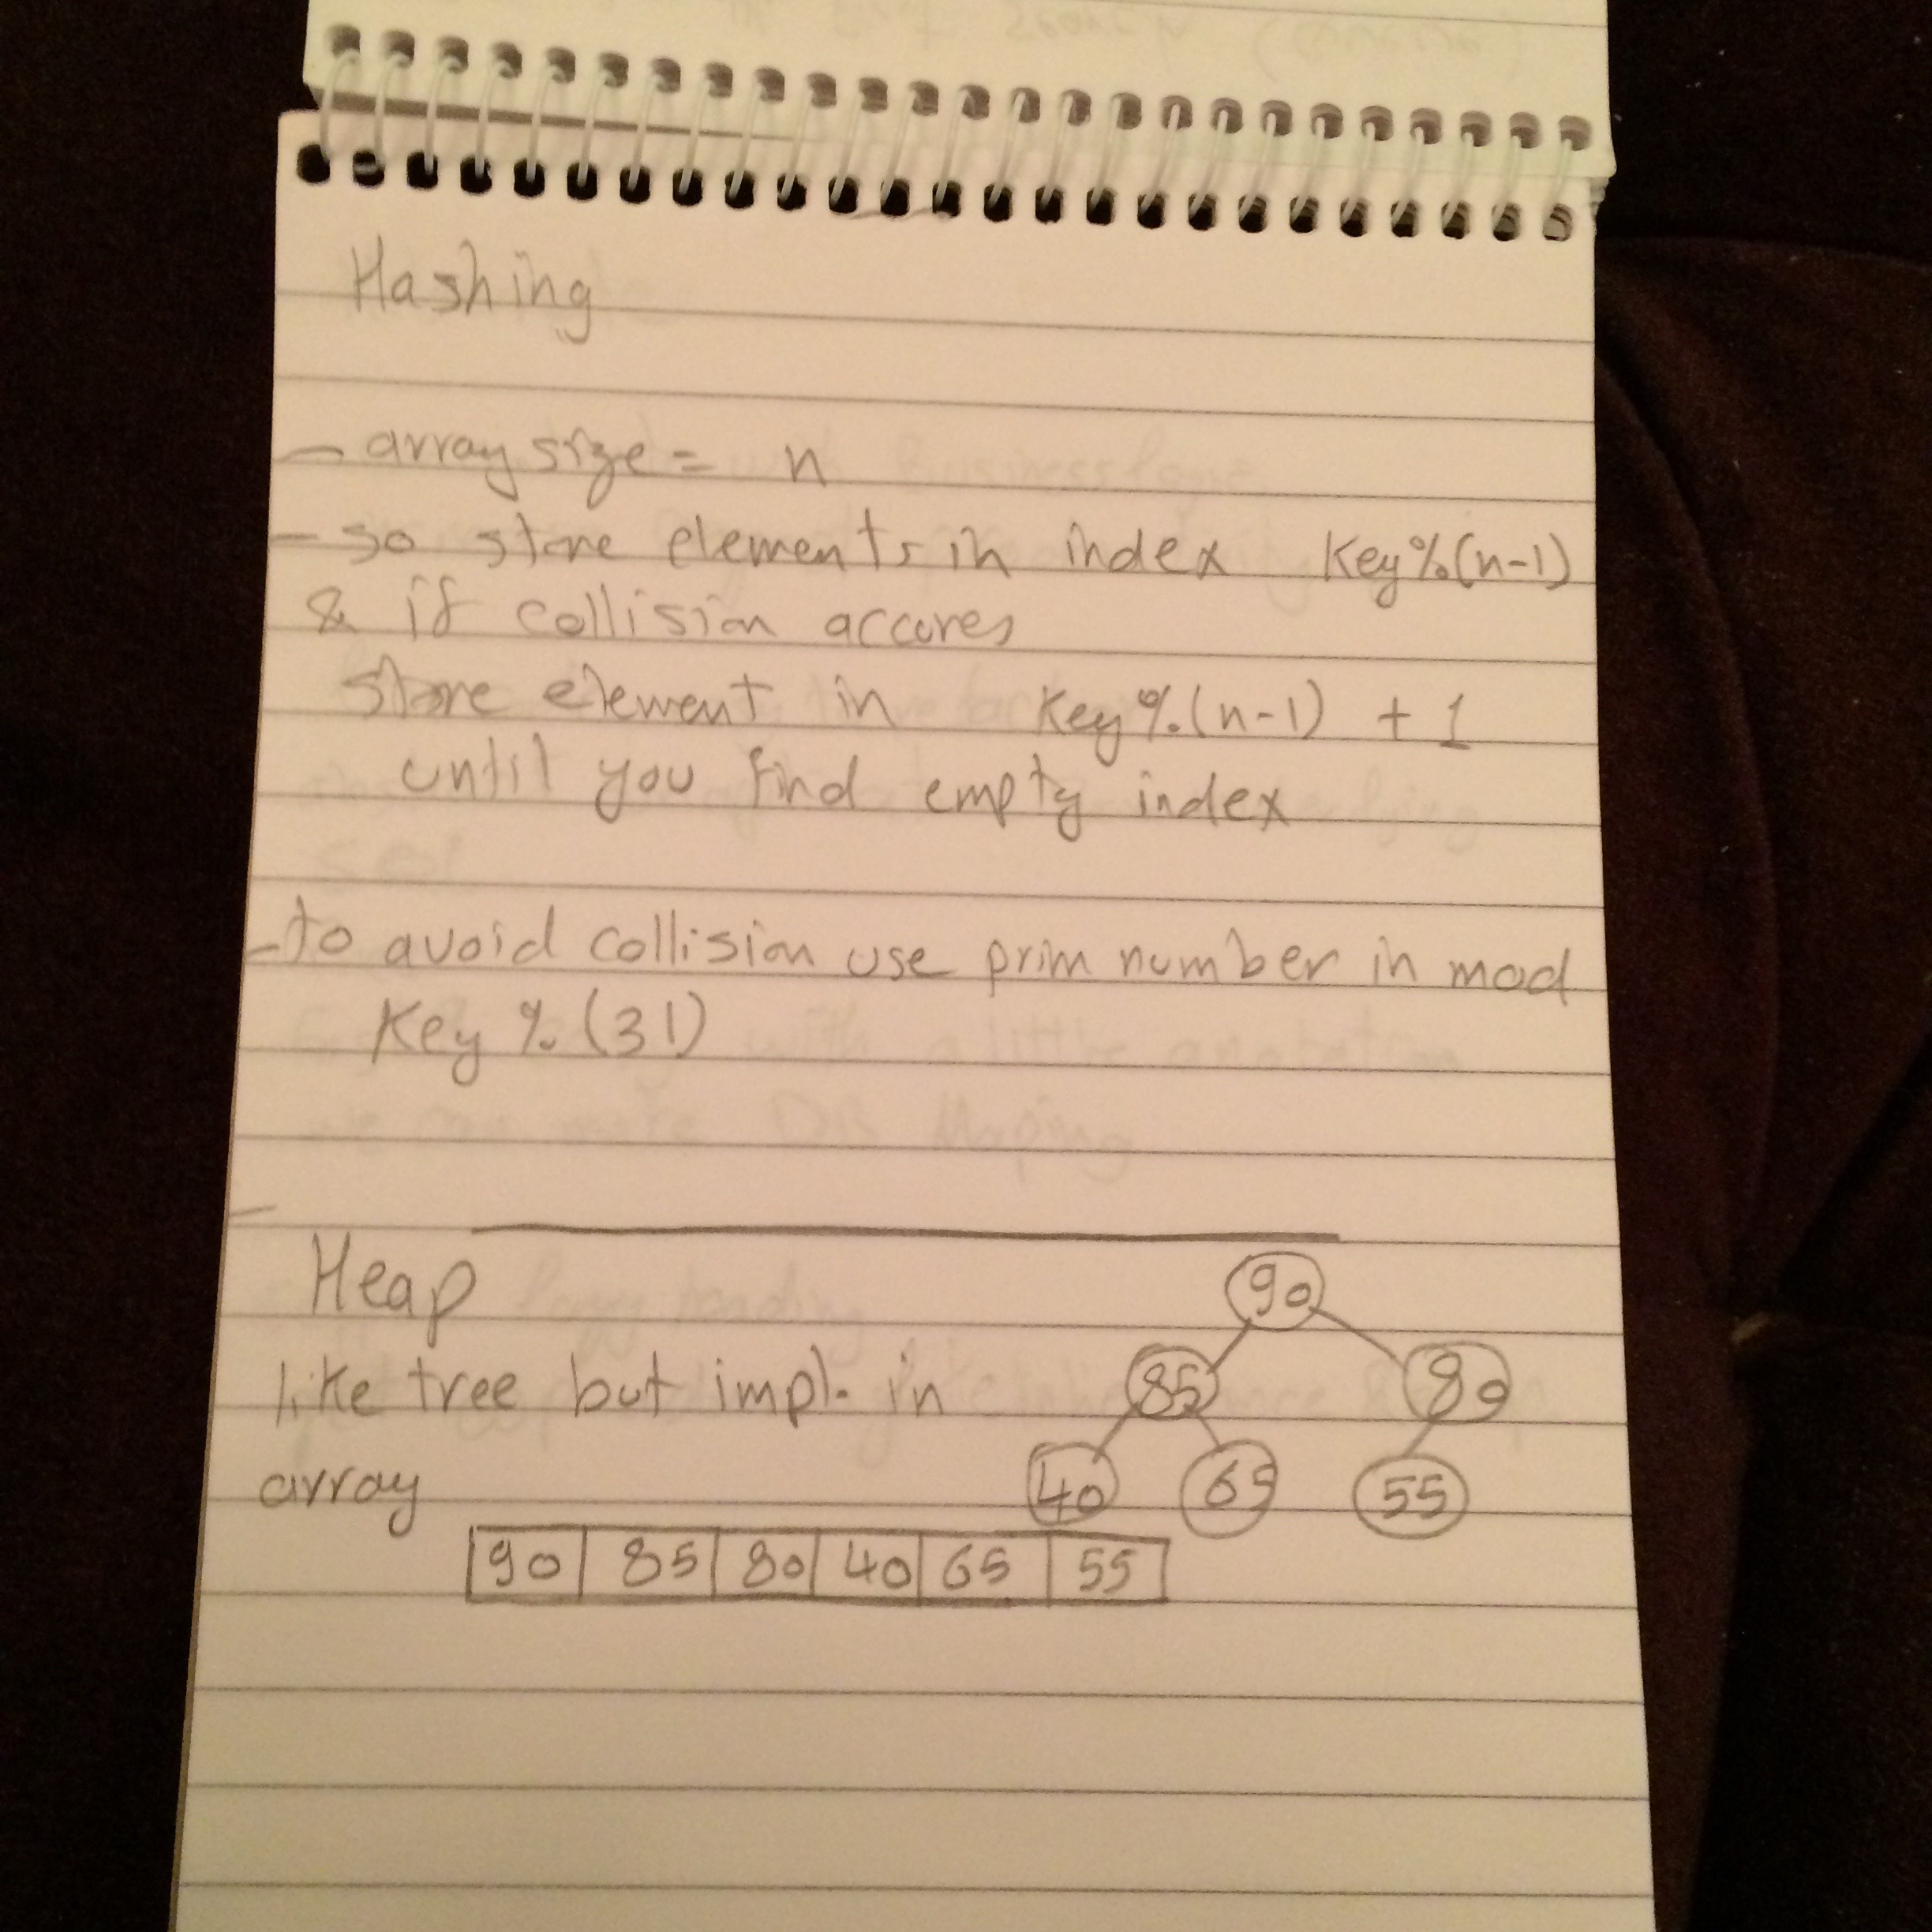 Hashing
- array size = n
- so store elements in index Key%(n-1)
& if collision accores
store element in Key%(n-1) + 1
until you find empty index
- to avoid collision use prim number in mod
Key % (31)
Heap
like tree but impl. in
array
90
85 80
40 65 55
90 85 80 40 65 55